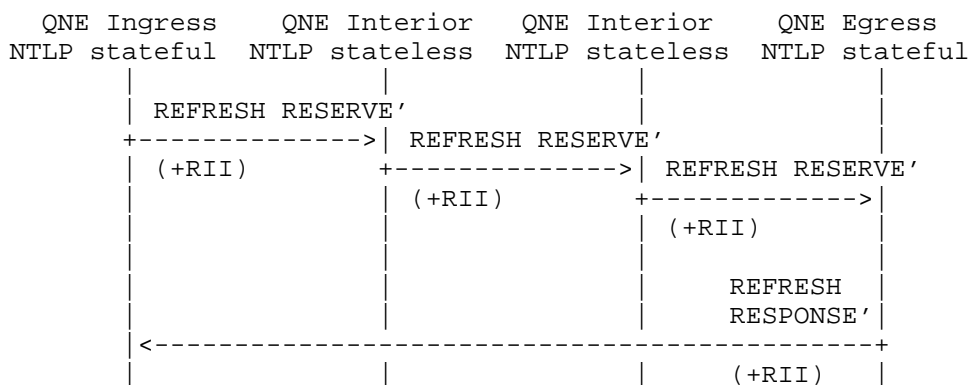 QNE Ingress QNE Interior QNE Interior QNE Egress
NTLP stateful NTLP stateless NTLP stateless NTLP stateful
REFRESH RESERVE'
REFRESH RESERVE'
(+RII) REFRESH RESERVE'
(+RII)
(+RII)
REFRESH
RESPONSE'
(+RII)